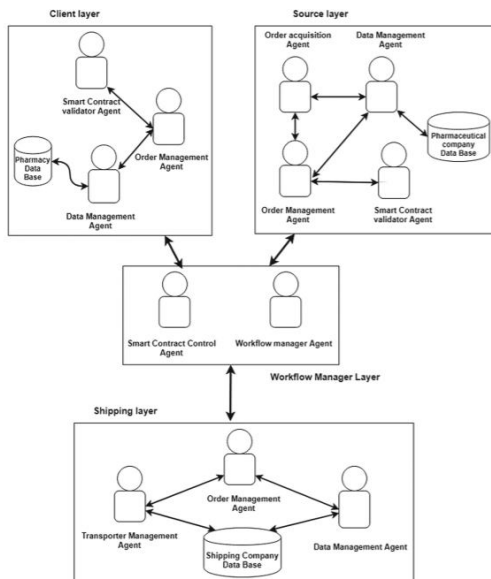 Client layer
Smart Contract
validator Agent
Order Management
Agent
Pharmacy
Data
Base
Data Management
Agent
Source layer
Order acquisition
Agent
Data Management
Agent
Pharmaceutical
company
Data Base
Order Management
Agent
Smart Contract
validator Agent
Smart Contract Control
Agent
Workflow manager Agent
Workflow Manager Layer
Shipping layer
Order Management
Agent
Transporter Management
Agent
Shipping Company
Data Base
Data Management Agent